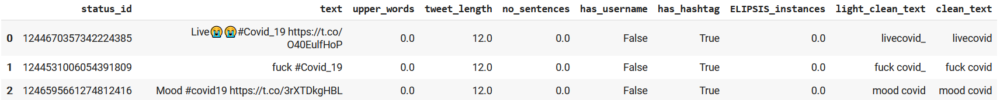 status_id text upper_words tweet_length no_sentences has_username has_hashtag ELIPSIS_instances light_clean_text clean_text
0 1244670357342224385 Live😭😭#Covid_19 https://t.co/O40EulfHoP 0.0 12.0 0.0 False True 0.0 livecovid_ livecovid
1 1244531006054391809 fuck #Covid_19 0.0 12.0 0.0 False True 0.0 fuck covid_ fuck covid
2 1246595661274812416 Mood #covid19 https://t.co/3rXTDkgHBL 0.0 12.0 0.0 False True 0.0 mood covid mood covid